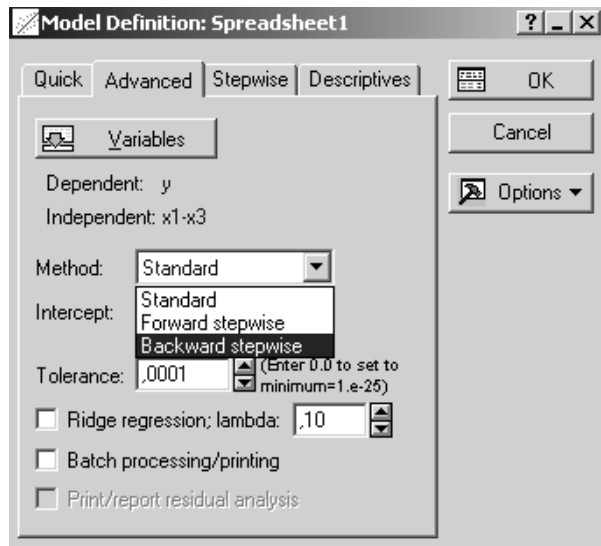 Model Definition: Spreadsheet1
Quick Advanced Stepwise Descriptives
OK
Cancel
Options
Variables
Dependent: y
Independent: x1-x3
Method: Standard
Standard
Forward stepwise
Backward stepwise
Intercept:
Tolerance: ,0001 (Enter 0.0 to set to
minimum=1.e-25)
Ridge regression; lambda: ,10
Batch processing/printing
Print/report residual analysis